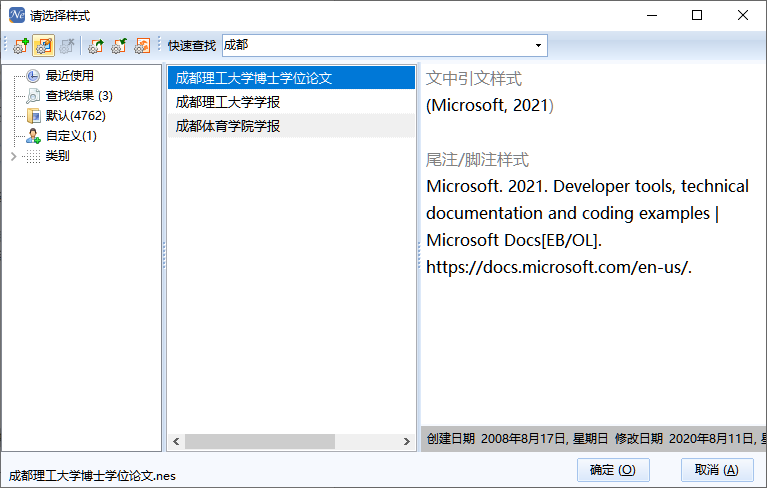 Ne 请选择样式
快速查找 成都
最近使用
查找结果 (3)
默认(4762)
自定义(1)
类别
成都理工大学博士学位论文
成都理工大学学报
成都体育学院学报
文中引文样式
(Microsoft, 2021)
尾注/脚注样式
Microsoft. 2021. Developer tools, technical
documentation and coding examples |
Microsoft Docs[EB/OL].
https://docs.microsoft.com/en-us/.
创建日期 2008年8月17日, 星期日 修改日期 2020年8月11日,
成都理工大学博士学位论文.nes
确定 (O)
取消 (A)